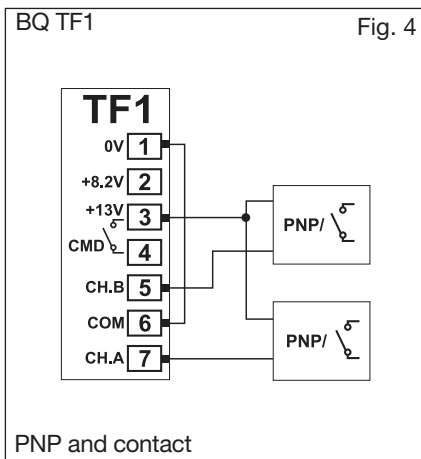 BQ TF1
Fig. 4
TF1
0V 1
+8.2V 2
+13V 3
CMD 4
CH.B 5
COM 6
CH.A 7
PNP/
PNP/
PNP and contact